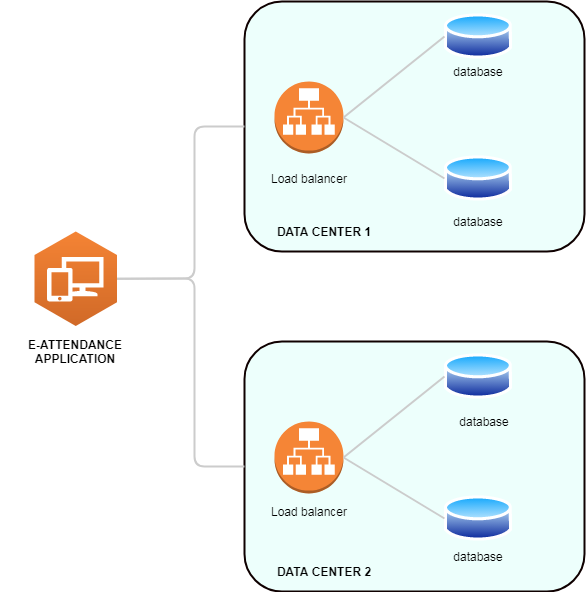 database
Load balancer
database
DATA CENTER 1
E-ATTENDANCE
APPLICATION
database
Load balancer
database
DATA CENTER 2